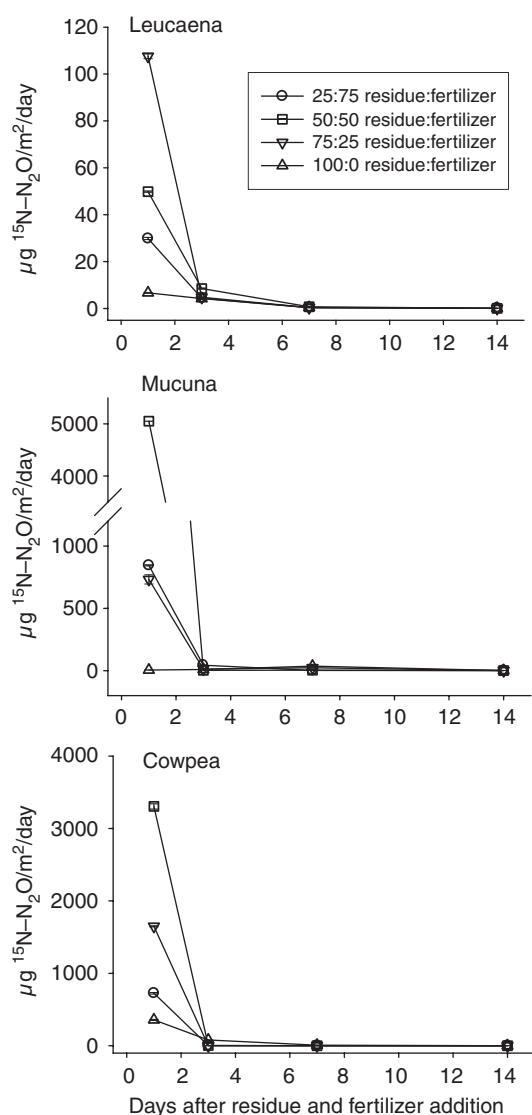 Leucaena
120
100
80
60
40
20
0
µg ¹⁵N–N₂O/m²/day
25:75 residue:fertilizer
50:50 residue:fertilizer
75:25 residue:fertilizer
100:0 residue:fertilizer
0 2 4 6 8 10 12 14
Mucuna
5000
4000
1000
500
0
µg ¹⁵N–N₂O/m²/day
0 2 4 6 8 10 12 14
Cowpea
4000
3000
2000
1000
0
µg ¹⁵N–N₂O/m²/day
0 2 4 6 8 10 12 14
Days after residue and fertilizer addition